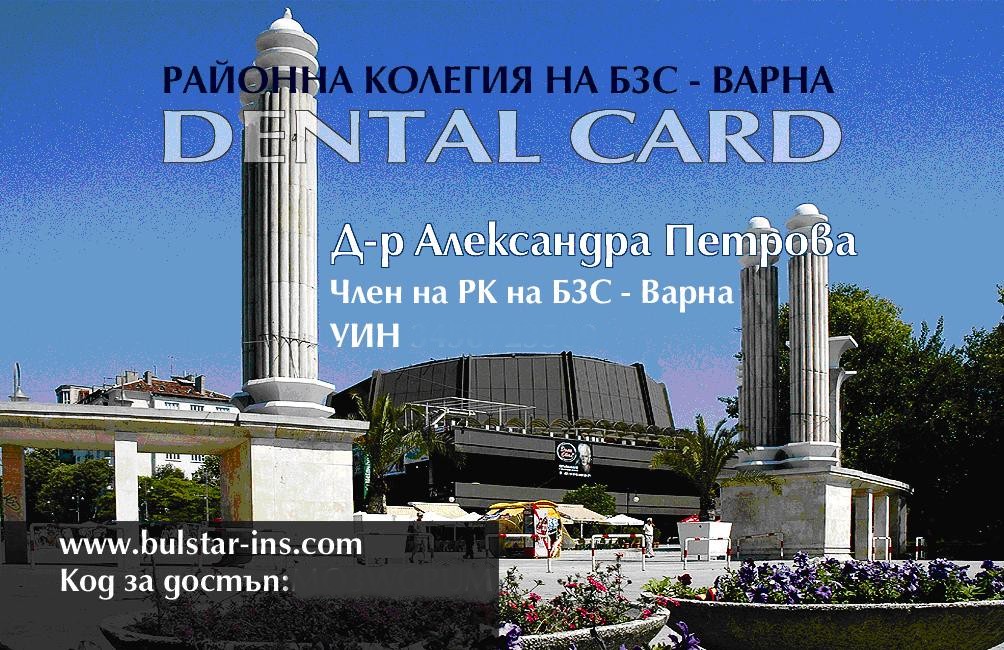 РАЙОННА КОЛЕГИЯ НА БЗС - ВАРНА
DENTAL CARD
Д-р Александра Петрова
Член на РК на БЗС - Варна
УИН
www.bulstar-ins.com
Код за достъп: